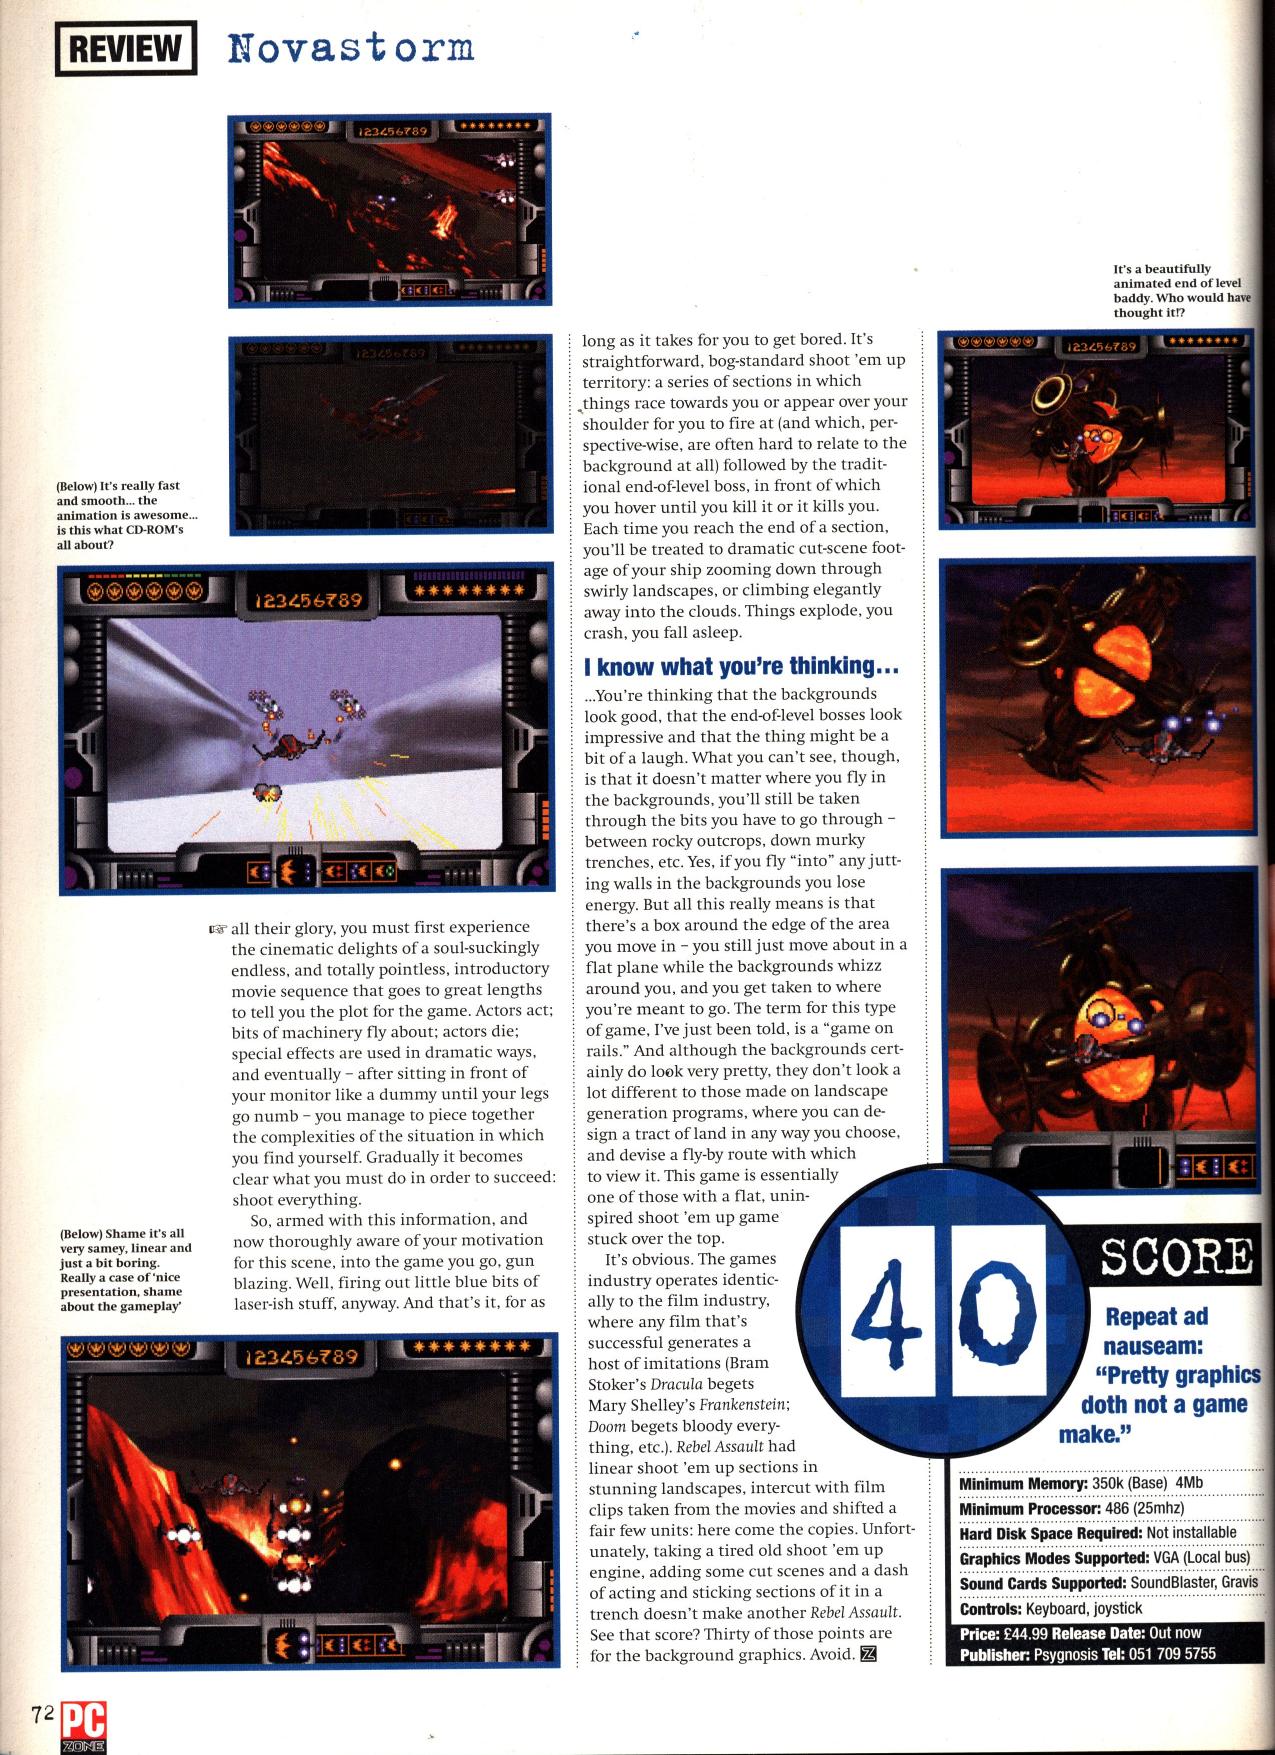 REVIEW Novastorm
123456789
It's a beautifully
animated end of level
baddy. Who would have
thought it!?
123456789
123456789
(Below) It's really fast
and smooth... the
animation is awesome...
is this what CD-ROM's
all about?
123456789
☞ all their glory, you must first experience
the cinematic delights of a soul-suckingly
endless, and totally pointless, introductory
movie sequence that goes to great lengths
to tell you the plot for the game. Actors act;
bits of machinery fly about; actors die;
special effects are used in dramatic ways,
and eventually – after sitting in front of
your monitor like a dummy until your legs
go numb – you manage to piece together
the complexities of the situation in which
you find yourself. Gradually it becomes
clear what you must do in order to succeed:
shoot everything.
So, armed with this information, and
now thoroughly aware of your motivation
for this scene, into the game you go, gun
blazing. Well, firing out little blue bits of
laser-ish stuff, anyway. And that's it, for as
(Below) Shame it's all
very samey, linear and
just a bit boring.
Really a case of 'nice
presentation, shame
about the gameplay'
123456789
long as it takes for you to get bored. It's
straightforward, bog-standard shoot 'em up
territory: a series of sections in which
things race towards you or appear over your
shoulder for you to fire at (and which, per-
spective-wise, are often hard to relate to the
background at all) followed by the tradit-
ional end-of-level boss, in front of which
you hover until you kill it or it kills you.
Each time you reach the end of a section,
you'll be treated to dramatic cut-scene foot-
age of your ship zooming down through
swirly landscapes, or climbing elegantly
away into the clouds. Things explode, you
crash, you fall asleep.
I know what you're thinking...
...You're thinking that the backgrounds
look good, that the end-of-level bosses look
impressive and that the thing might be a
bit of a laugh. What you can't see, though,
is that it doesn't matter where you fly in
the backgrounds, you'll still be taken
through the bits you have to go through –
between rocky outcrops, down murky
trenches, etc. Yes, if you fly "into" any jutt-
ing walls in the backgrounds you lose
energy. But all this really means is that
there's a box around the edge of the area
you move in – you still just move about in a
flat plane while the backgrounds whizz
around you, and you get taken to where
you're meant to go. The term for this type
of game, I've just been told, is a "game on
rails." And although the backgrounds cert-
ainly do look very pretty, they don't look a
lot different to those made on landscape
generation programs, where you can de-
sign a tract of land in any way you choose,
and devise a fly-by route with which
to view it. This game is essentially
one of those with a flat, unin-
spired shoot 'em up game
stuck over the top.
It's obvious. The games
industry operates identic-
ally to the film industry,
where any film that's
successful generates a
host of imitations (Bram
Stoker's Dracula begets
Mary Shelley's Frankenstein;
Doom begets bloody every-
thing, etc.). Rebel Assault had
linear shoot 'em up sections in
stunning landscapes, intercut with film
clips taken from the movies and shifted a
fair few units: here come the copies. Unfort-
unately, taking a tired old shoot 'em up
engine, adding some cut scenes and a dash
of acting and sticking sections of it in a
trench doesn't make another Rebel Assault.
See that score? Thirty of those points are
for the background graphics. Avoid. Z
40
SCORE
Repeat ad
nauseam:
"Pretty graphics
doth not a game
make."
Minimum Memory: 350k (Base) 4Mb
Minimum Processor: 486 (25mhz)
Hard Disk Space Required: Not installable
Graphics Modes Supported: VGA (Local bus)
Sound Cards Supported: SoundBlaster, Gravis
Controls: Keyboard, joystick
Price: £44.99 Release Date: Out now
Publisher: Psygnosis Tel: 051 709 5755
72 PC
ZONE